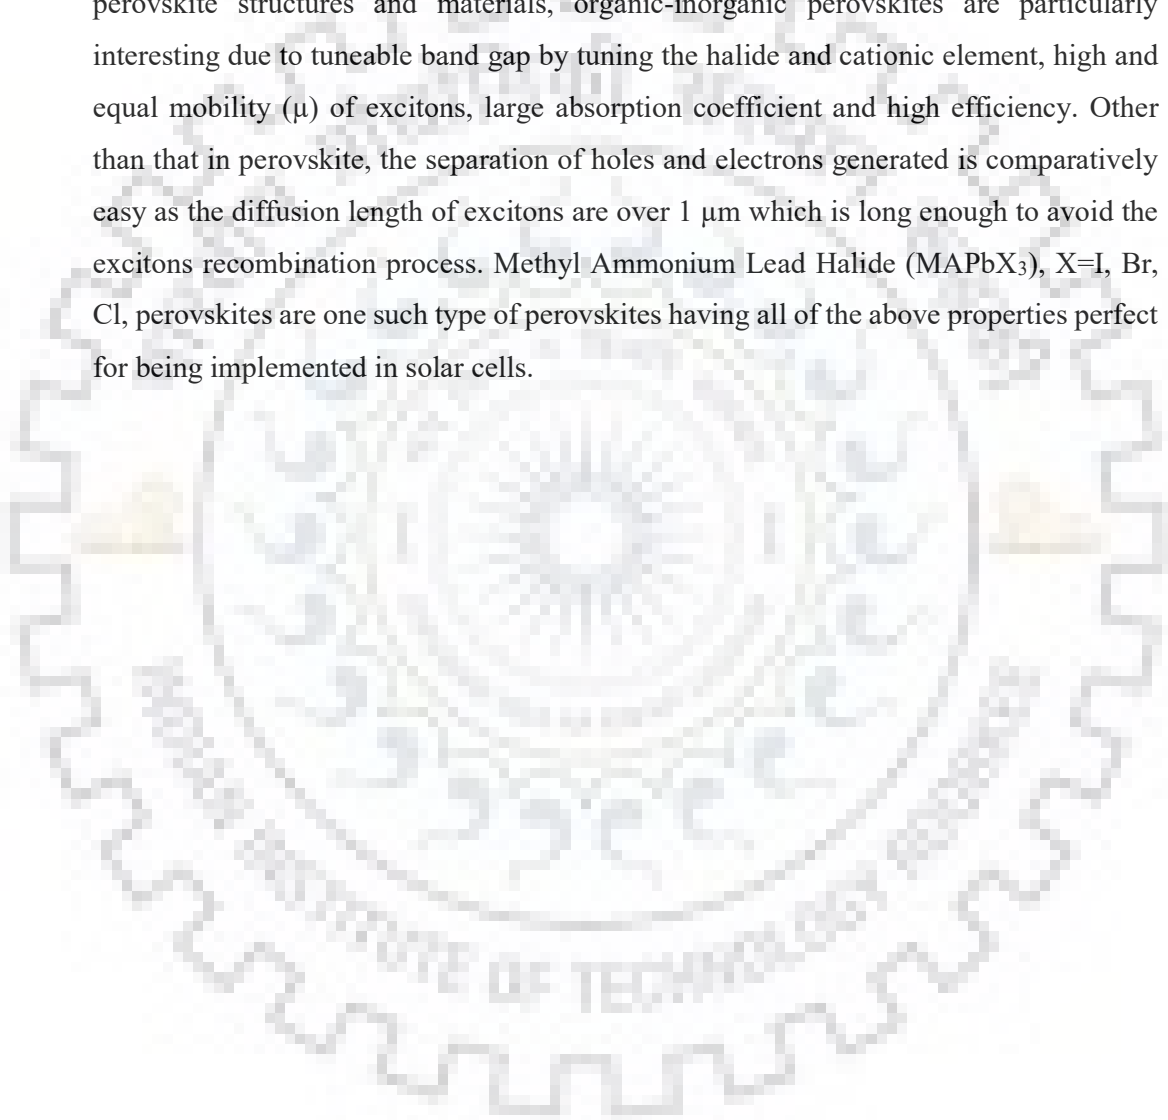 perovskite structures and materials, organic-inorganic perovskites are particularly
interesting due to tuneable band gap by tuning the halide and cationic element, high and
equal mobility (μ) of excitons, large absorption coefficient and high efficiency. Other
than that in perovskite, the separation of holes and electrons generated is comparatively
easy as the diffusion length of excitons are over 1 μm which is long enough to avoid the
excitons recombination process. Methyl Ammonium Lead Halide (MAPbX₃), X=I, Br,
Cl, perovskites are one such type of perovskites having all of the above properties perfect
for being implemented in solar cells.
INSTITUTE OF TECHNOLOGY